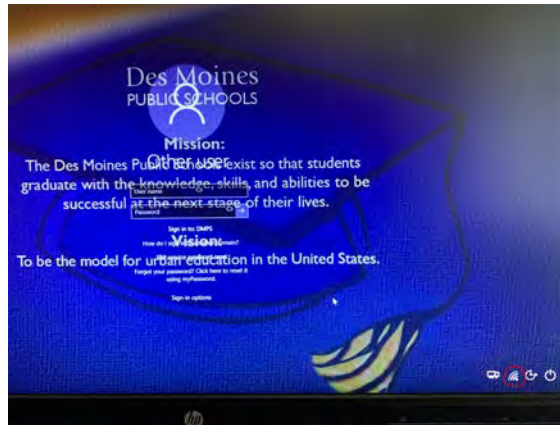 Des Moines
PUBLIC SCHOOLS
Mission:
Other user
The Des Moines Public Schools exist so that students
graduate with the knowledge, skills, and abilities to be
User name
successful at the next stage of their lives.
Password
Sign in to: DMPS
Vision:
How do I
To be the model for urban education in the United States.
Forgot your password? Click here to reset it
using myPassword.
Sign-in options
hp